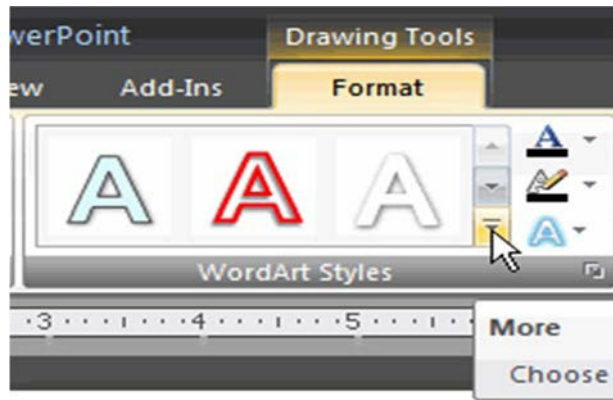 werPoint
Drawing Tools
ew
Add-Ins
Format
A A A
A
A
WordArt Styles
·3···ı···4···ı···5···ı··
More
Choose